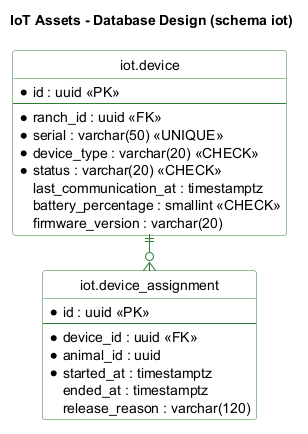 IoT Assets - Database Design (schema iot)
iot.device
● id : uuid «PK»
● ranch_id : uuid «FK»
● serial : varchar(50) «UNIQUE»
● device_type : varchar(20) «CHECK»
● status : varchar(20) «CHECK»
last_communication_at : timestamptz
battery_percentage : smallint «CHECK»
firmware_version : varchar(20)
iot.device_assignment
● id : uuid «PK»
● device_id : uuid «FK»
● animal_id : uuid
● started_at : timestamptz
ended_at : timestamptz
release_reason : varchar(120)